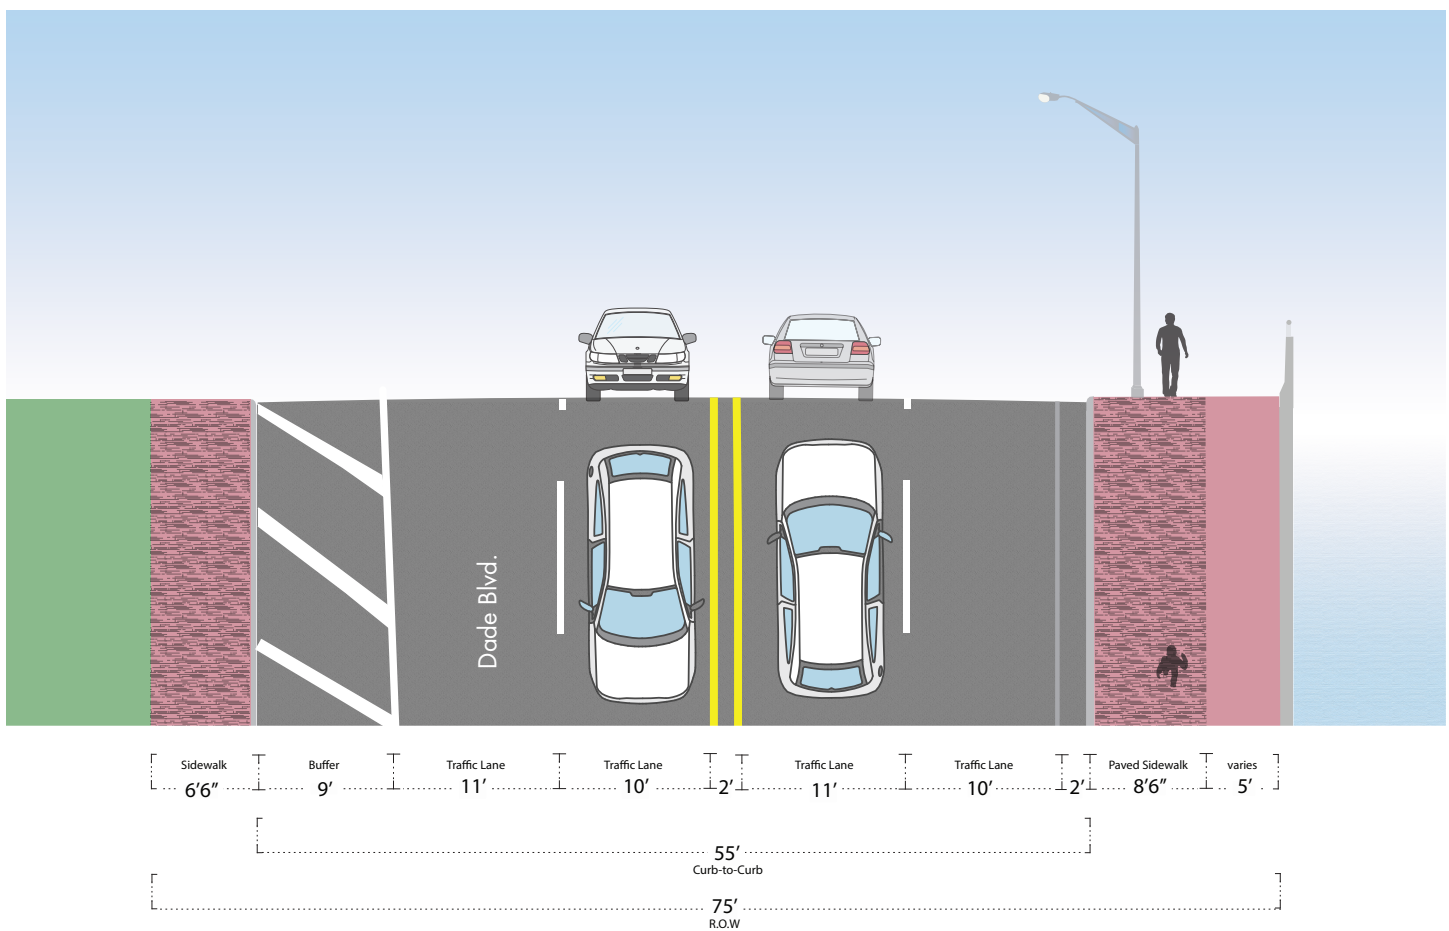 Dade Blvd.
Sidewalk Buffer Traffic Lane Traffic Lane Traffic Lane Traffic Lane Paved Sidewalk varies
6’6” 9’ 11’ 10’ 2’ 11’ 10’ 2’ 8’6” 5’
55’
Curb-to-Curb
75’
R.O.W